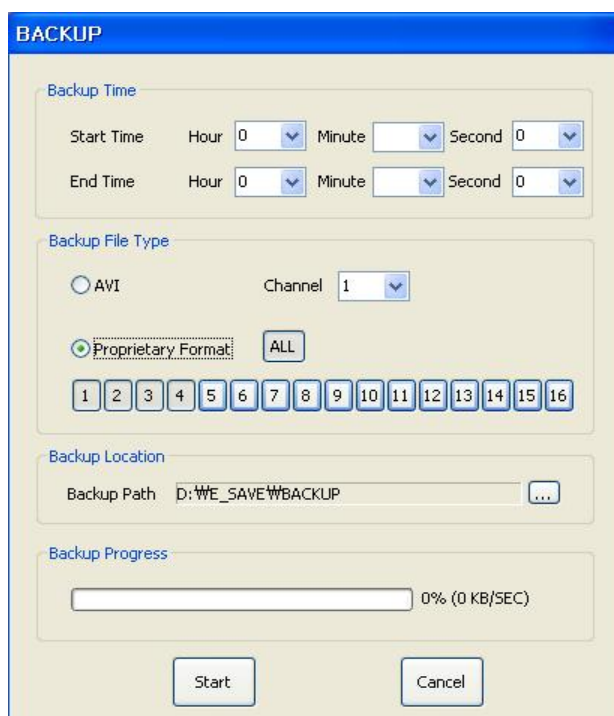 BACKUP
Backup Time
Start Time Hour 0 Minute Second 0
End Time Hour 0 Minute Second 0
Backup File Type
AVI Channel 1
Proprietary Format ALL
1 2 3 4 5 6 7 8 9 10 11 12 13 14 15 16
Backup Location
Backup Path D:₩E_SAVE₩BACKUP ...
Backup Progress
0% (0 KB/SEC)
Start Cancel